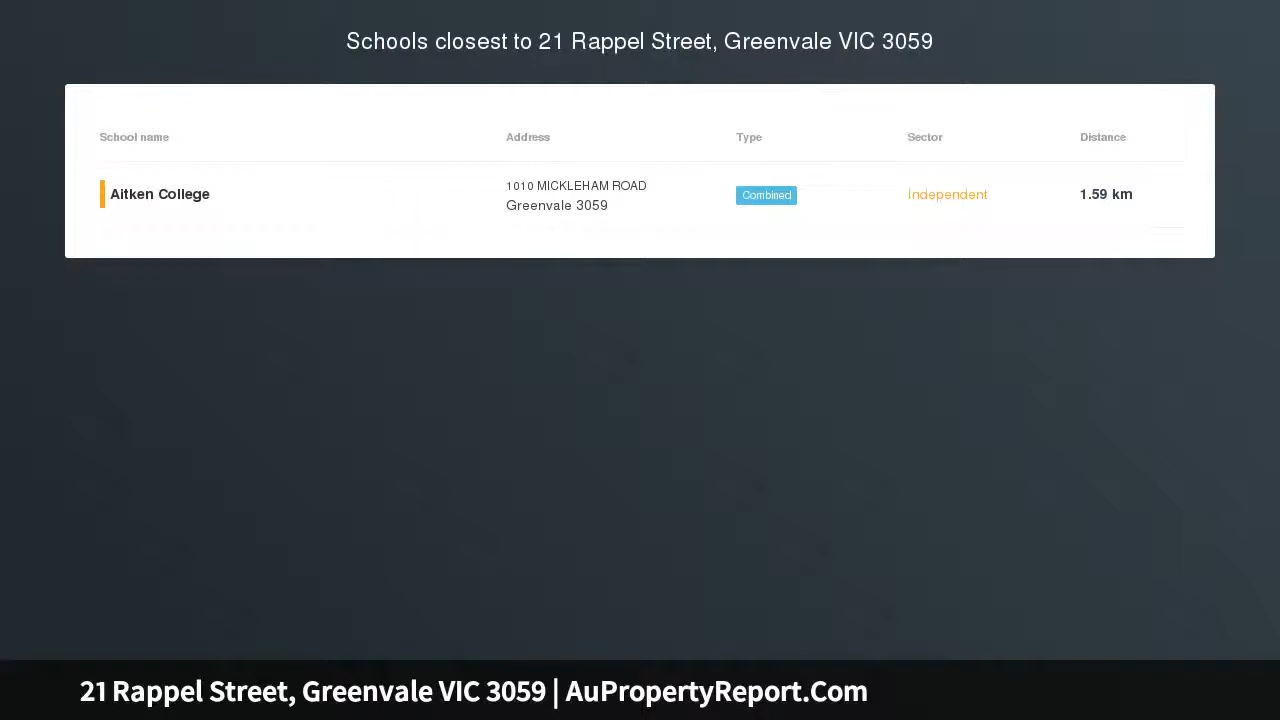 Schools closest to 21 Rappel Street, Greenvale VIC 3059
School name Address Type Sector Distance
Aitken College 1010 MICKLEHAM ROAD Combined Independent 1.59 km
Greenvale 3059
21 Rappel Street, Greenvale VIC 3059 | AuPropertyReport.Com